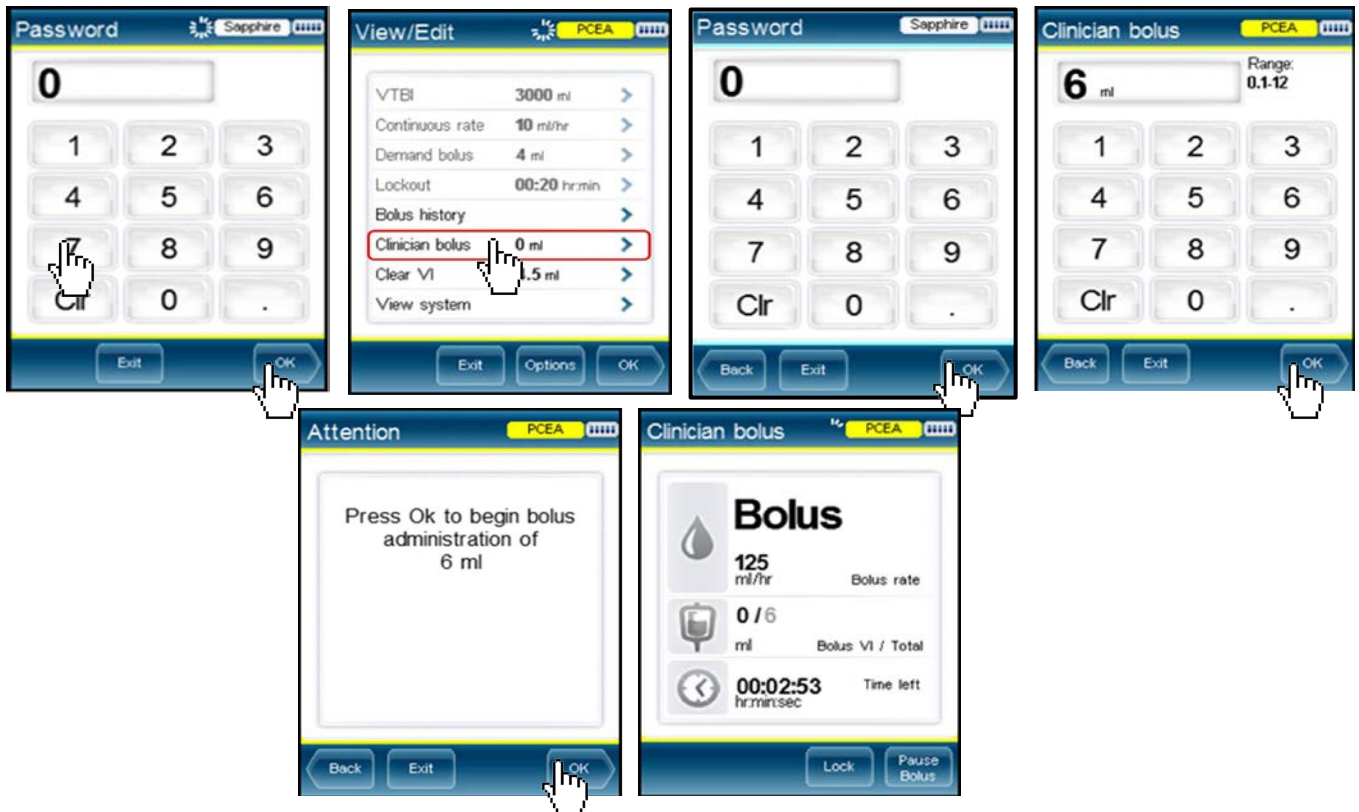 Password
Sapphire
0
1 2 3
4 5 6
7 8 9
Clr 0 .
Exit
OK
View/Edit
PCEA
VTBI 3000 ml >
Continuous rate 10 ml/hr >
Demand bolus 4 ml >
Lockout 00:20 hr:min >
Bolus history >
Clinician bolus 0 ml >
Clear VI .5 ml >
View system >
Exit
Options
OK
Password
Sapphire
0
1 2 3
4 5 6
7 8 9
Clr 0 .
Back
Exit
OK
Clinician bolus
PCEA
6 ml
Range:
0.1-12
1 2 3
4 5 6
7 8 9
Clr 0 .
Back
Exit
OK
Attention
PCEA
Press Ok to begin bolus
administration of
6 ml
Back
Exit
OK
Clinician bolus
PCEA
Bolus
125
ml/hr Bolus rate
0 / 6
ml Bolus VI / Total
00:02:53 Time left
hr:min:sec
Lock
Pause
Bolus